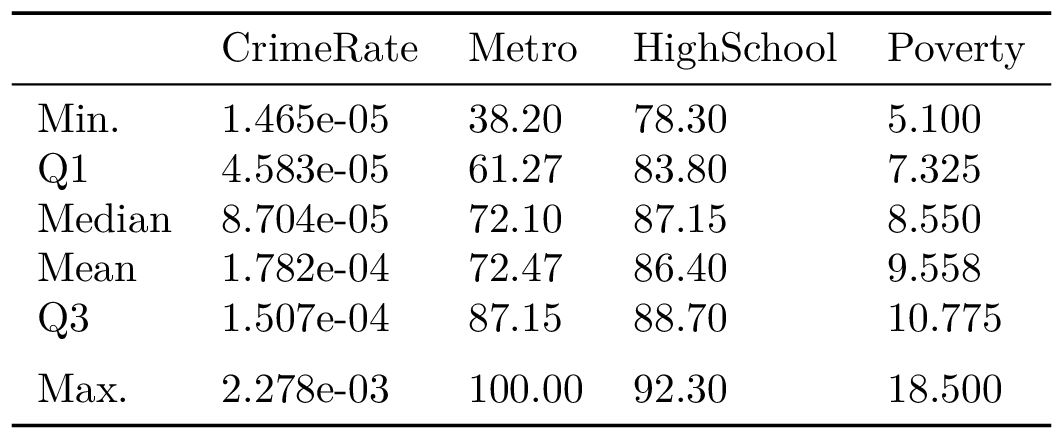 CrimeRate Metro HighSchool Poverty
Min. 1.465e-05 38.20 78.30 5.100
Q1 4.583e-05 61.27 83.80 7.325
Median 8.704e-05 72.10 87.15 8.550
Mean 1.782e-04 72.47 86.40 9.558
Q3 1.507e-04 87.15 88.70 10.775
Max. 2.278e-03 100.00 92.30 18.500